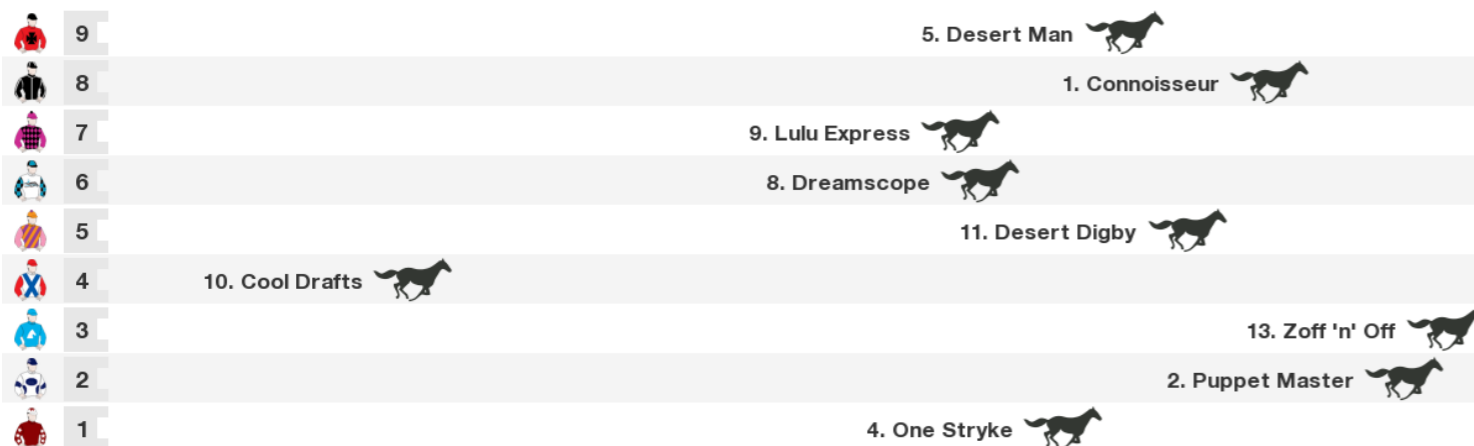 9 5. Desert Man
8 1. Connoisseur
7 9. Lulu Express
6 8. Dreamscope
5 11. Desert Digby
4 10. Cool Drafts
3 13. Zoff 'n' Off
2 2. Puppet Master
1 4. One Stryke